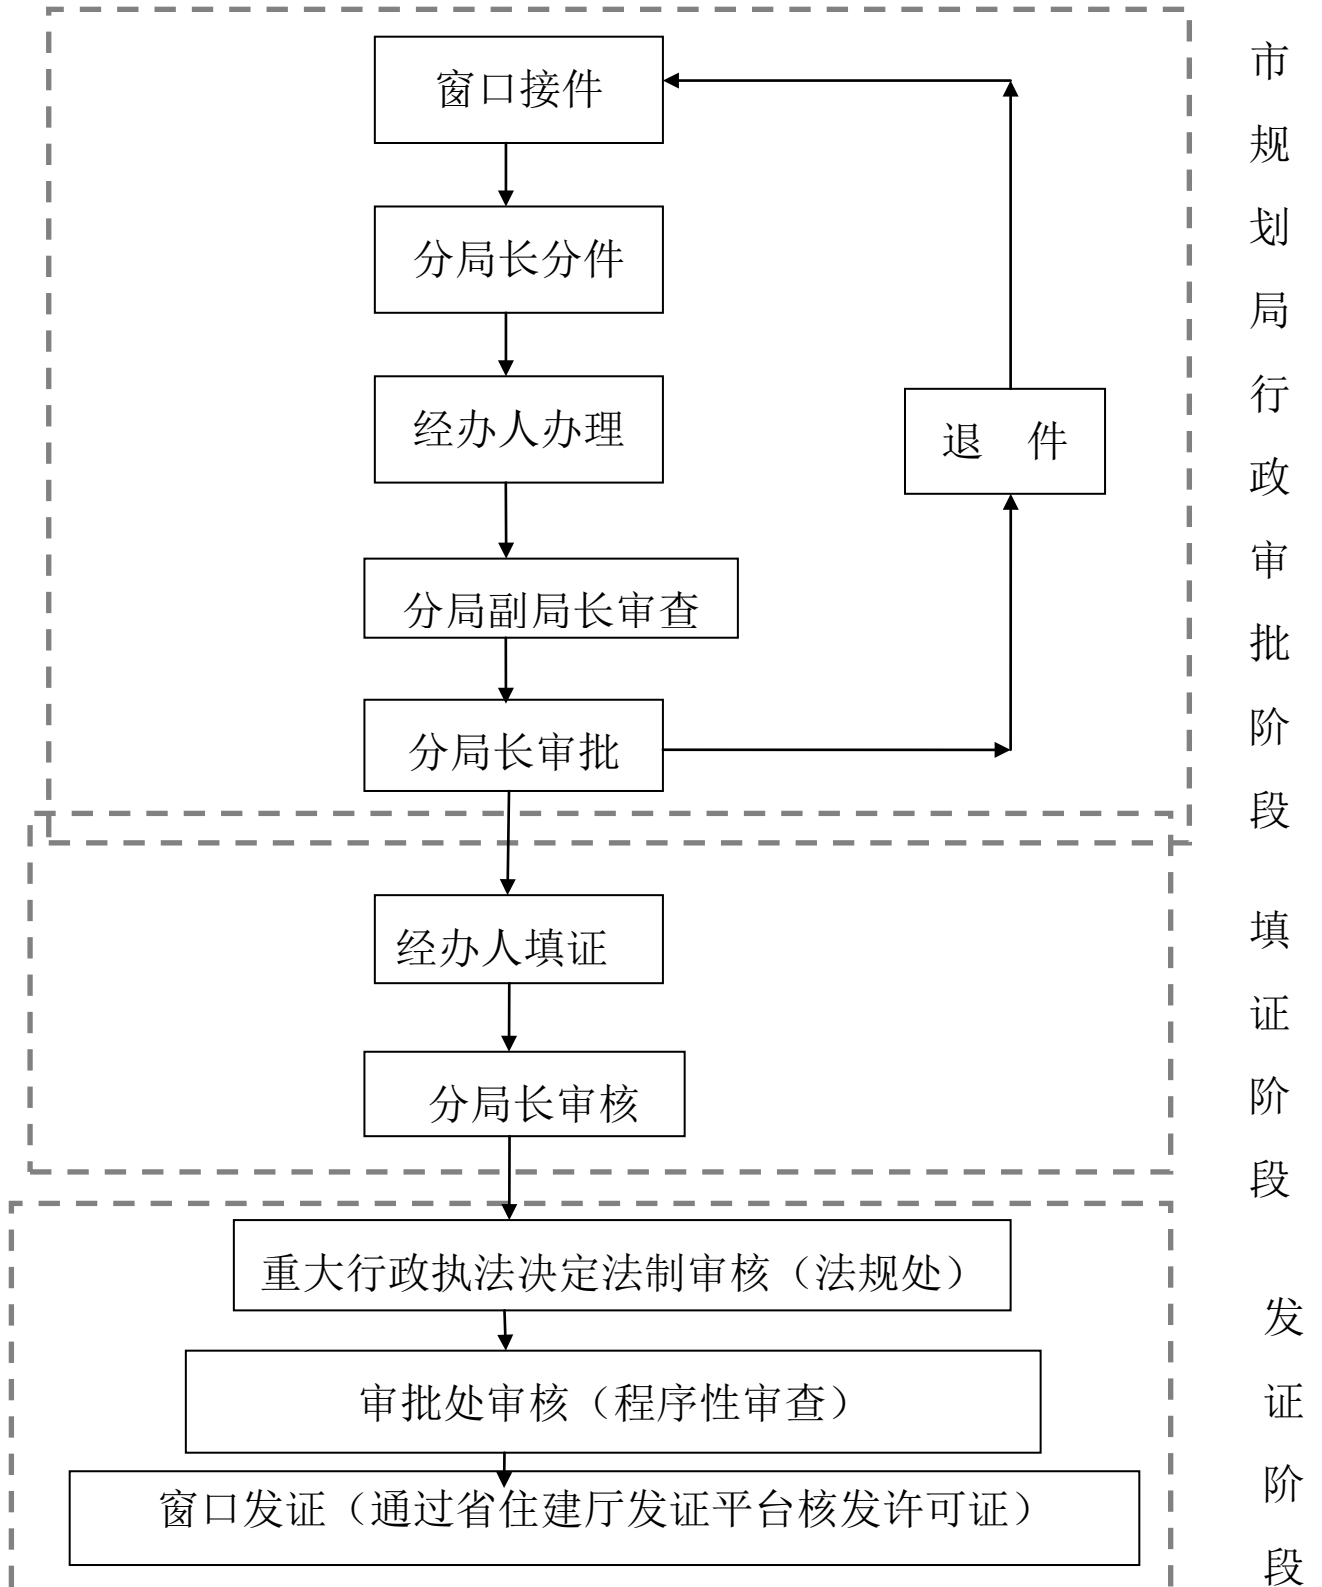 窗口接件
分局长分件
经办人办理
退 件
分局副局长审查
分局长审批
市规划局行政审批阶段
经办人填证
分局长审核
填证阶段
重大行政执法决定法制审核（法规处）
审批处审核（程序性审查）
窗口发证（通过省住建厅发证平台核发许可证）
发证阶段